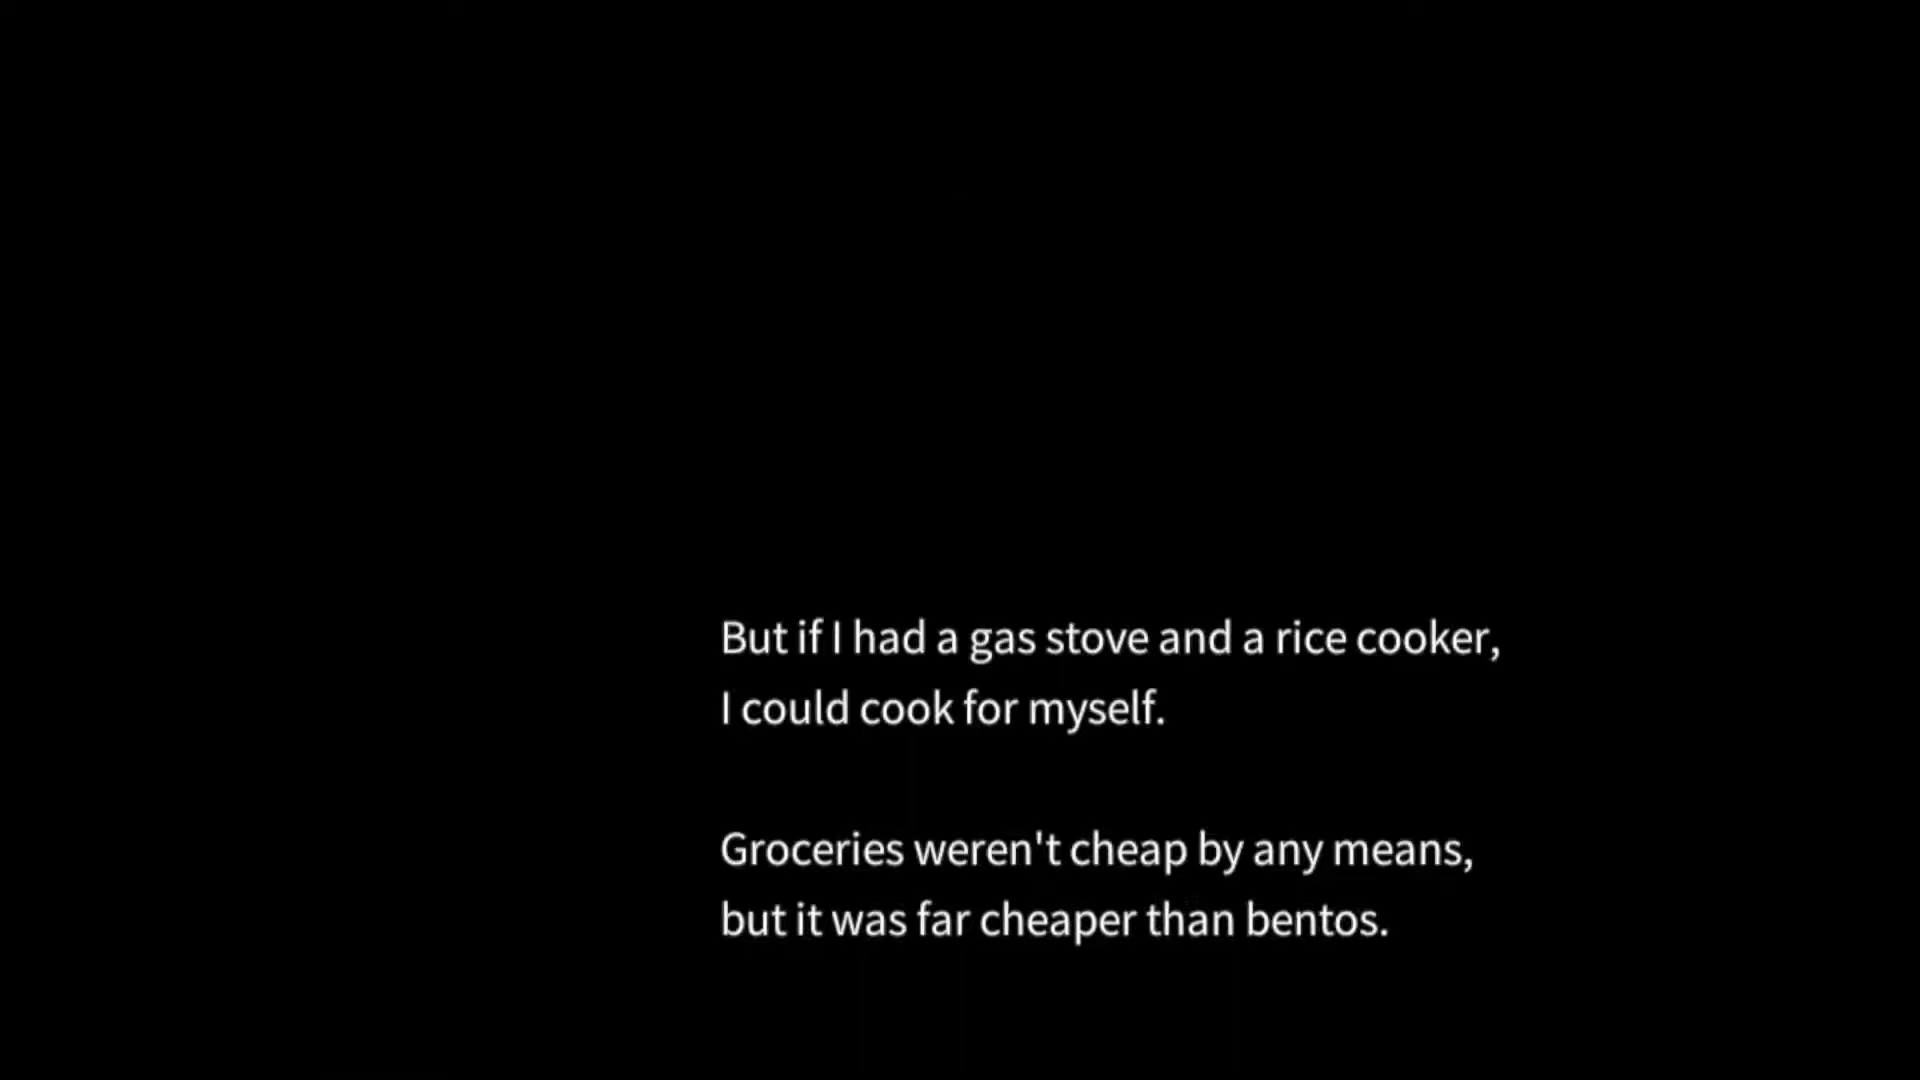 But if I had a gas stove and a rice cooker,
I could cook for myself.
Groceries weren't cheap by any means,
but it was far cheaper than bentos.